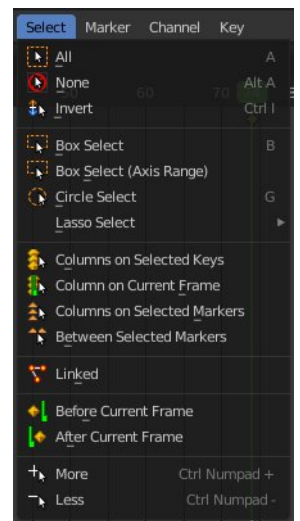 Select Marker Channel Key
All A
None Alt A
Invert Ctrl I
Box Select B
Box Select (Axis Range)
Circle Select G
Lasso Select
Columns on Selected Keys
Column on Current Frame
Columns on Selected Markers
Between Selected Markers
Linked
Before Current Frame
After Current Frame
More Ctrl Numpad +
Less Ctrl Numpad -